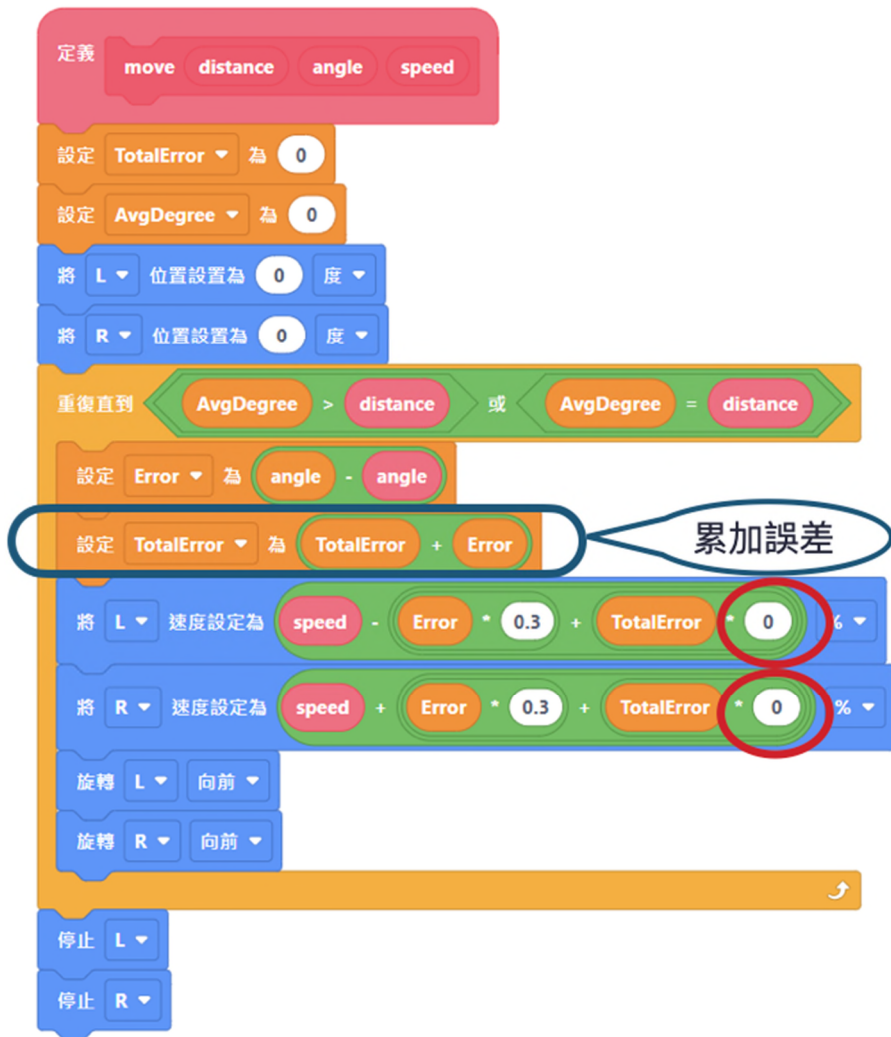 定義 move distance angle speed
設定 TotalError 為 0
設定 AvgDegree 為 0
將 L 位置設置為 0 度
將 R 位置設置為 0 度
重復直到 AvgDegree > distance 或 AvgDegree = distance
設定 Error 為 angle - angle
設定 TotalError 為 TotalError + Error
累加誤差
將 L 速度設定為 speed - Error * 0.3 + TotalError * 0 %
將 R 速度設定為 speed + Error * 0.3 + TotalError * 0 %
旋轉 L 向前
旋轉 R 向前
停止 L
停止 R